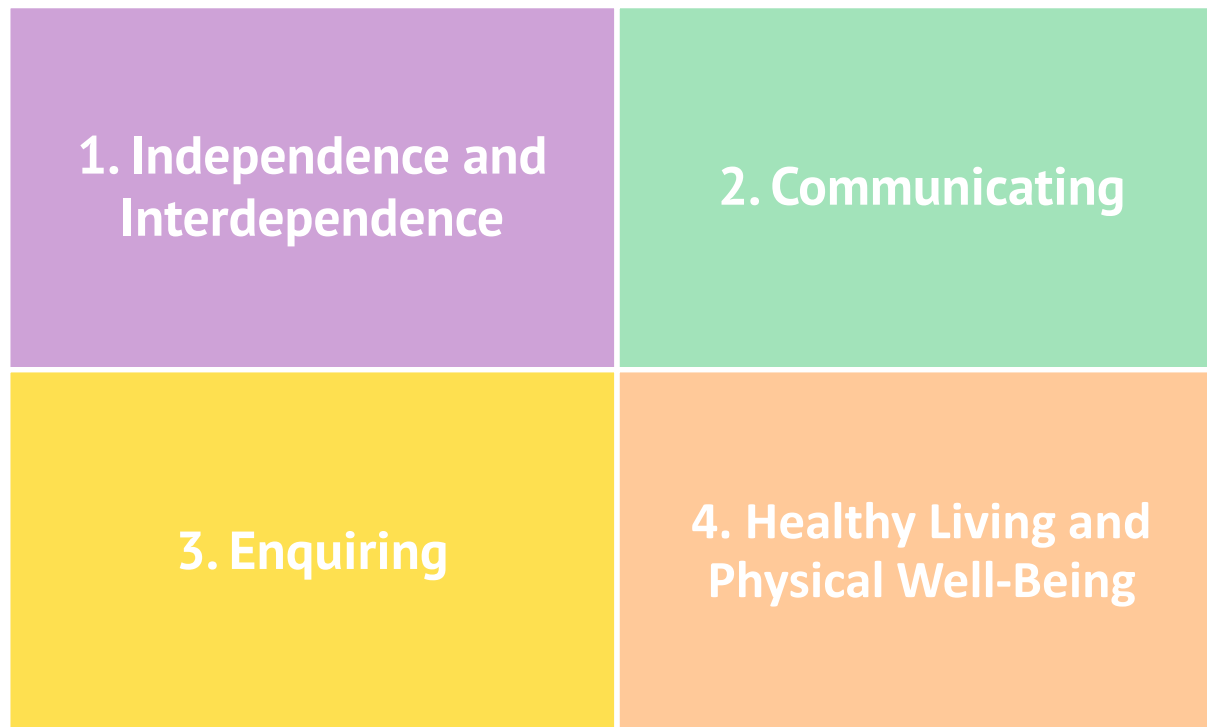 1. Independence and
Interdependence
2. Communicating
3. Enquiring
4. Healthy Living and
Physical Well-Being